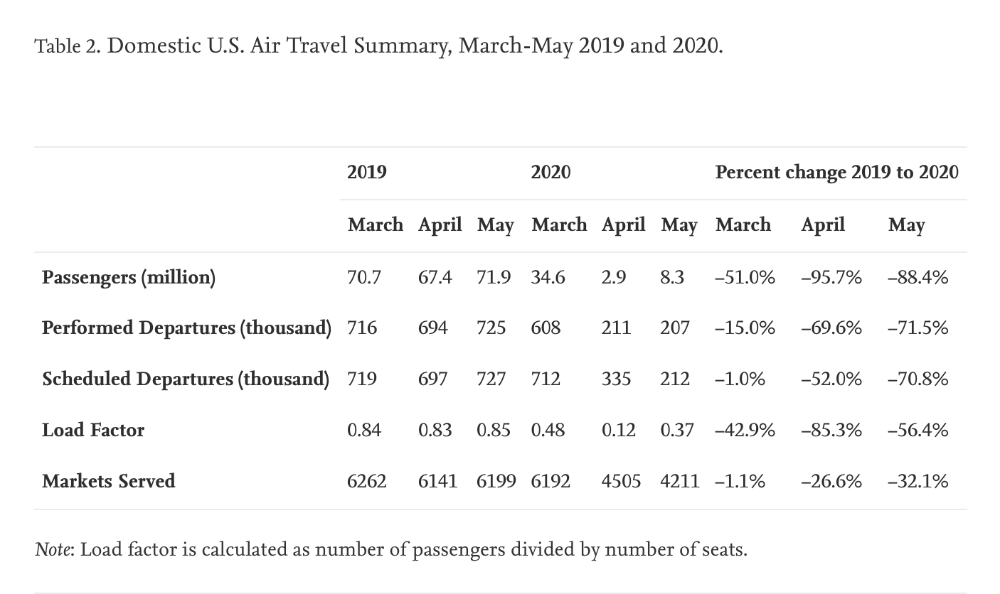 Table 2. Domestic U.S. Air Travel Summary, March-May 2019 and 2020.
2019 2020 Percent change 2019 to 2020
March April May March April May March April May
Passengers (million) 70.7 67.4 71.9 34.6 2.9 8.3 –51.0% –95.7% –88.4%
Performed Departures (thousand) 716 694 725 608 211 207 –15.0% –69.6% –71.5%
Scheduled Departures (thousand) 719 697 727 712 335 212 –1.0% –52.0% –70.8%
Load Factor 0.84 0.83 0.85 0.48 0.12 0.37 –42.9% –85.3% –56.4%
Markets Served 6262 6141 6199 6192 4505 4211 –1.1% –26.6% –32.1%
Note: Load factor is calculated as number of passengers divided by number of seats.